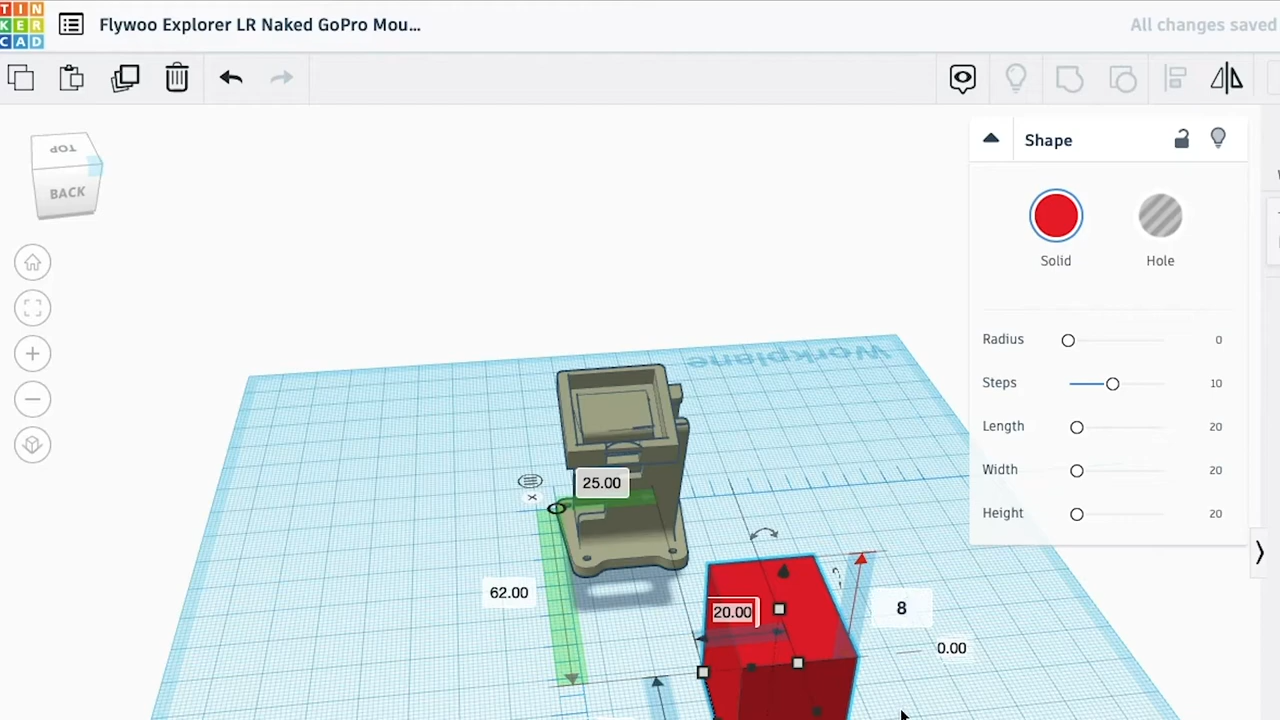 TIN
KER
CAD
Flywoo Explorer LR Naked GoPro Mou...
All changes saved
TOP
BACK
Shape
Solid
Hole
Radius 0
Steps 10
Length 20
Width 20
Height 20
Workplane
25.00
62.00
20.00
8
0.00